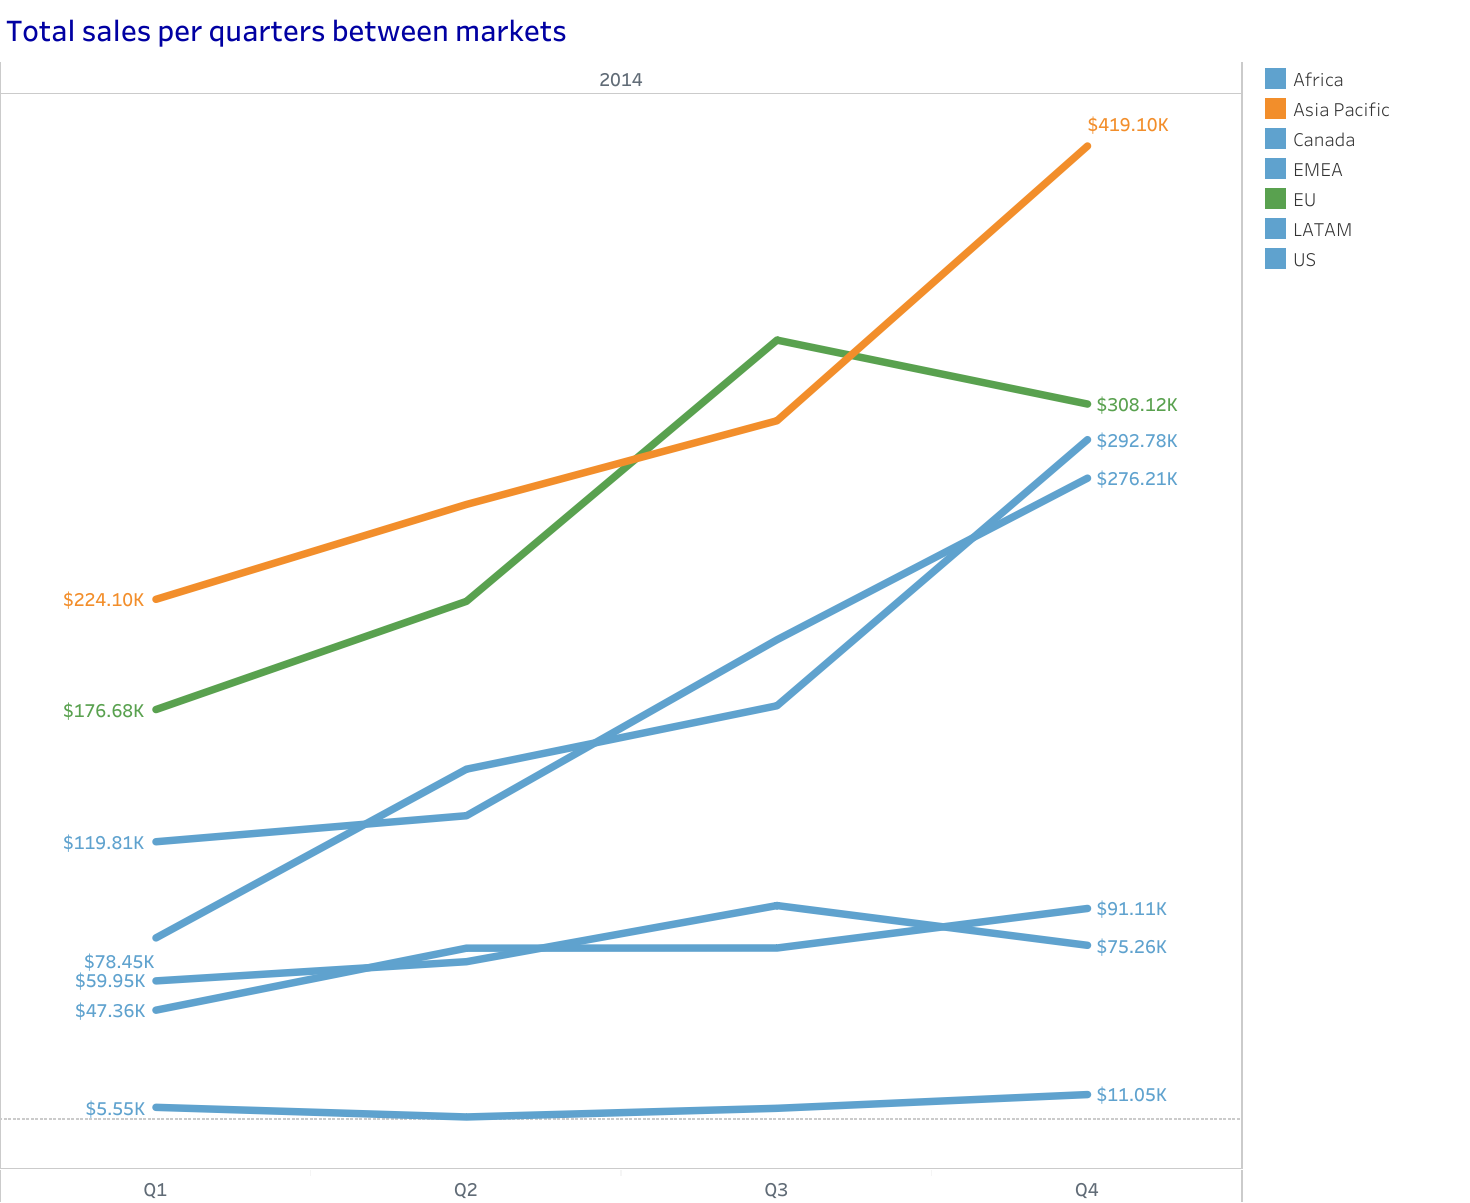 Total sales per quarters between markets
2014
Africa
Asia Pacific
Canada
EMEA
EU
LATAM
US
$419.10K
$308.12K
$292.78K
$276.21K
$224.10K
$176.68K
$119.81K
$91.11K
$75.26K
$78.45K
$59.95K
$47.36K
$11.05K
$5.55K
Q1 Q2 Q3 Q4